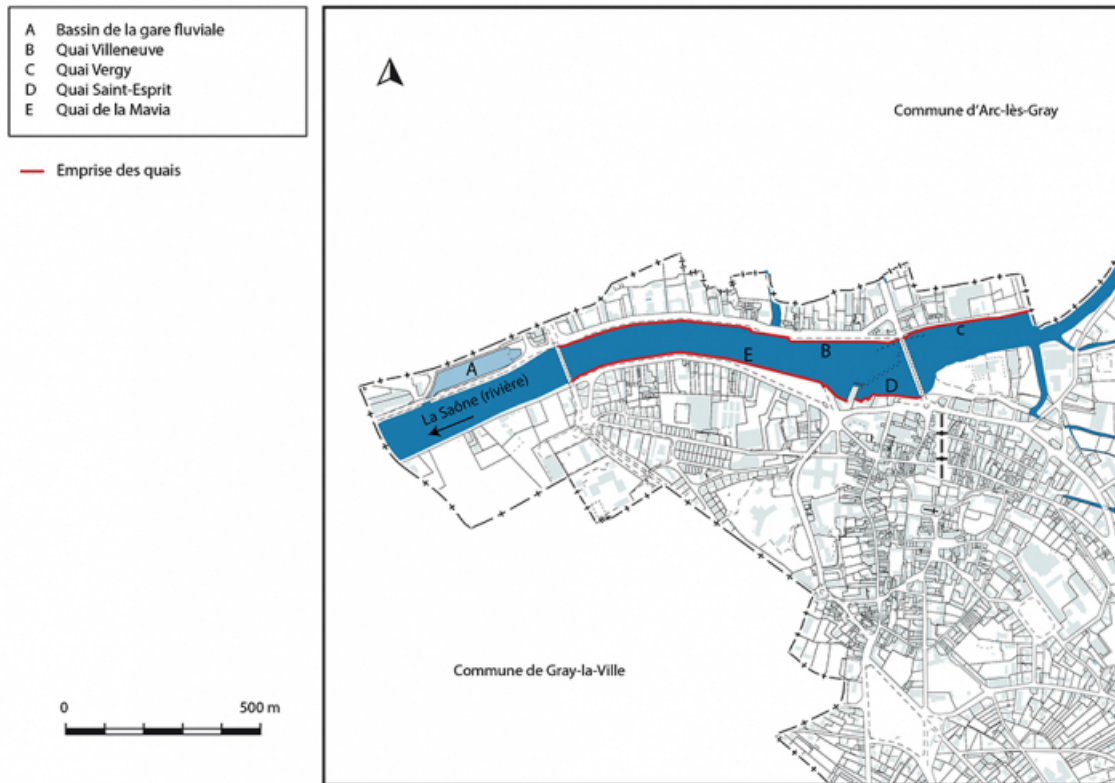 A Bassin de la gare fluviale
B Quai Villeneuve
C Quai Vergy
D Quai Saint-Esprit
E Quai de la Mavia
Emprise des quais
Commune d'Arc-lès-Gray
C
B
E
A
D
La Saône (rivière)
Commune de Gray-la-Ville
0 500 m